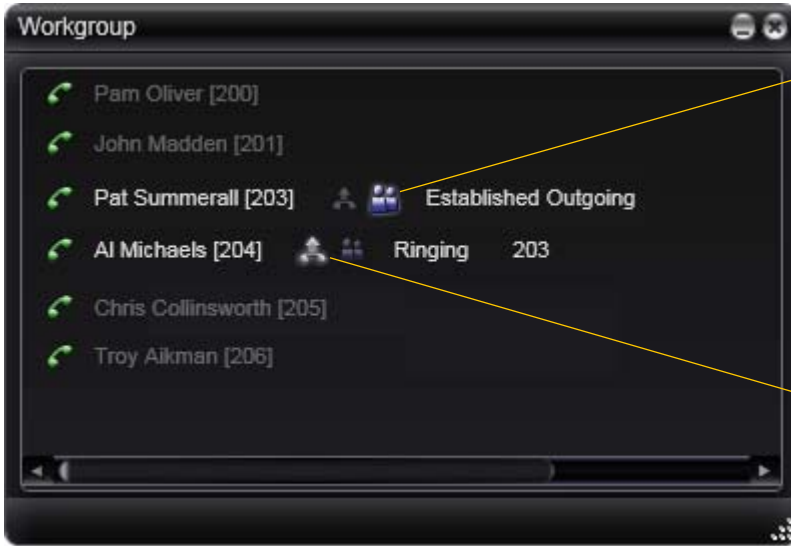 Workgroup
Pam Oliver [200]
John Madden [201]
Pat Summerall [203] Established Outgoing
Al Michaels [204] Ringing 203
Chris Collinsworth [205]
Troy Aikman [206]